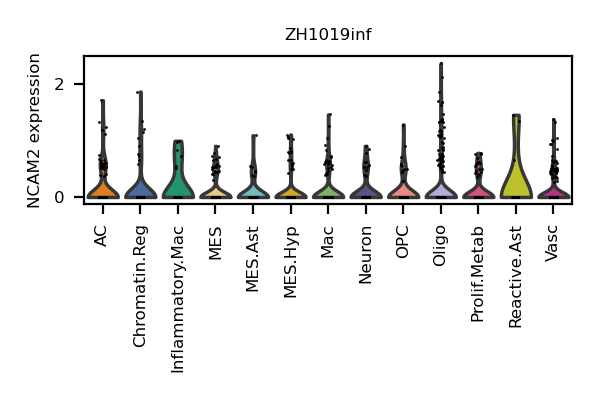 ZH1019inf
NCAM2 expression
2
0
AC
Chromatin.Reg
Inflammatory.Mac
MES
MES.Ast
MES.Hyp
Mac
Neuron
OPC
Oligo
Prolif.Metab
Reactive.Ast
Vasc